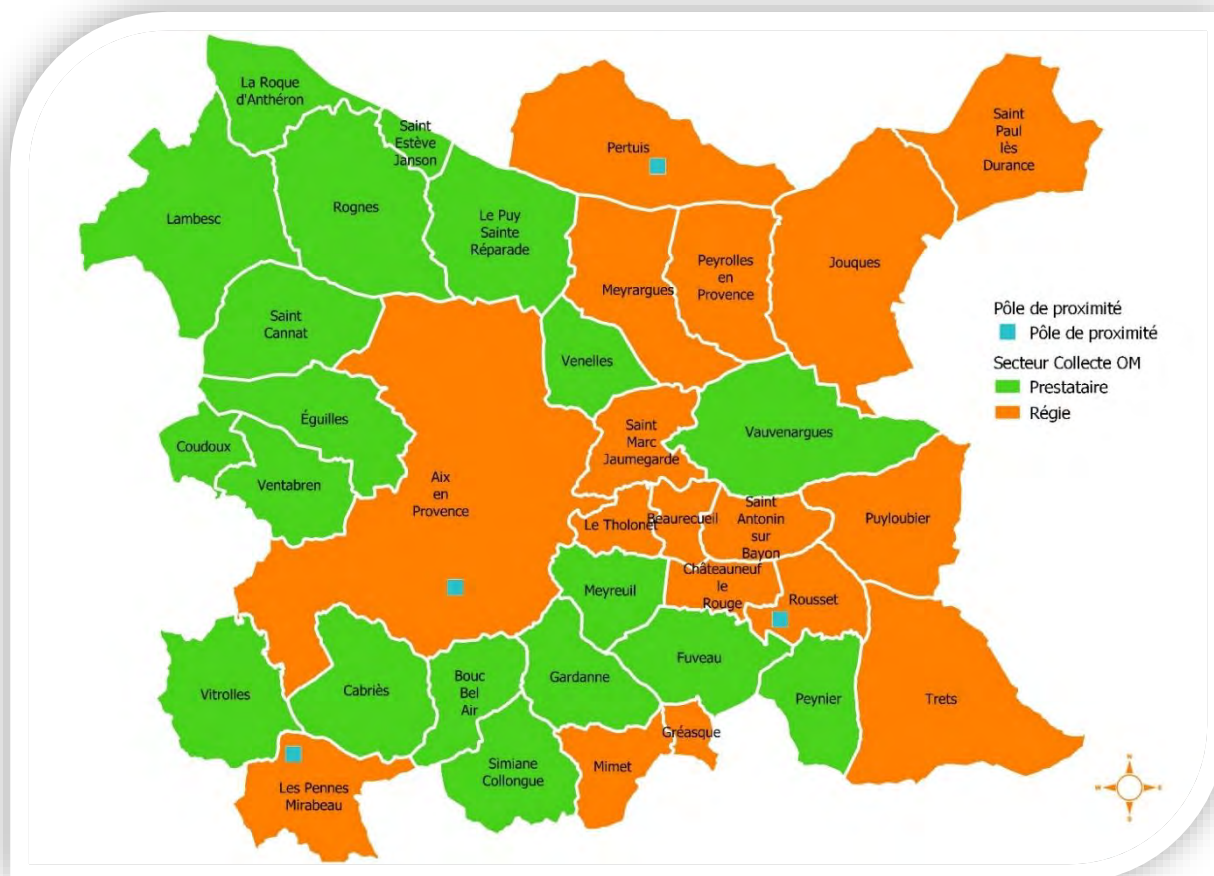 La Roque
d'Anthéron
Saint
Estève
Janson
Pertuis
Saint
Paul
lès
Durance
Lambesc
Rognes
Le Puy
Sainte
Réparade
Meyrargues
Peyrolles
en
Provence
Jouques
Saint
Cannat
Venelles
Éguilles
Coudoux
Ventabren
Aix
en
Provence
Saint
Marc
Jaumegarde
Vauvenargues
Le Tholonet
Beaurecueil
Saint
Antonin
sur
Bayon
Puyloubier
Meyreuil
Châteauneuf
le
Rouge
Rousset
Vitrolles
Cabriès
Bouc
Bel
Air
Gardanne
Fuveau
Peynier
Trets
Gréasque
Mimet
Simiane
Collongue
Les Pennes
Mirabeau
Pôle de proximité
Pôle de proximité
Secteur Collecte OM
Prestataire
Régie
N
W
E
S